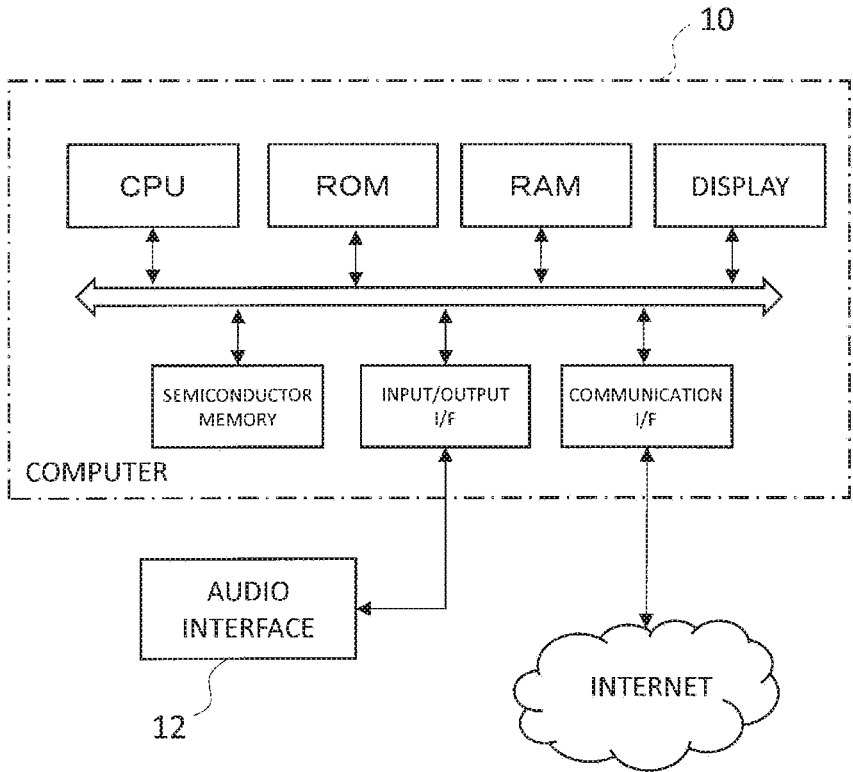 10
CPU
ROM
RAM
DISPLAY
SEMICONDUCTOR
MEMORY
INPUT/OUTPUT
I/F
COMMUNICATION
I/F
COMPUTER
AUDIO
INTERFACE
INTERNET
12